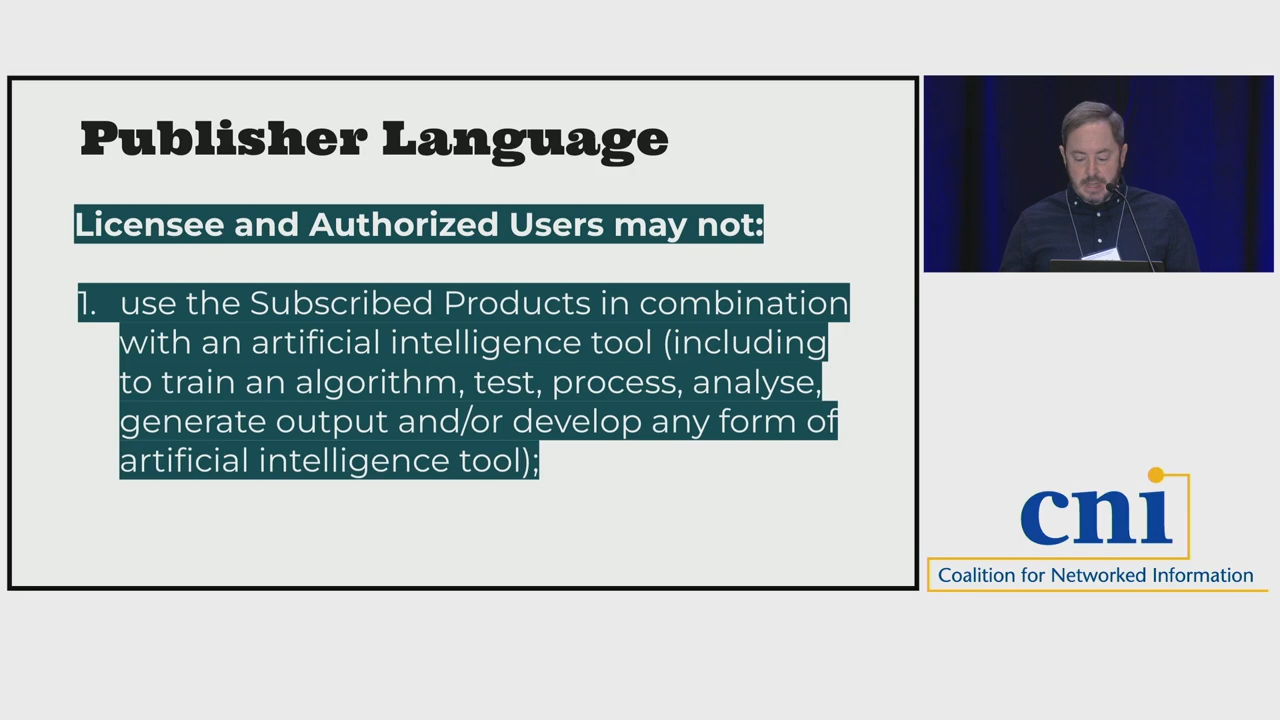 Publisher Language
Licensee and Authorized Users may not:
1. use the Subscribed Products in combination
with an artificial intelligence tool (including
to train an algorithm, test, process, analyse,
generate output and/or develop any form of
artificial intelligence tool);
cni
Coalition for Networked Information